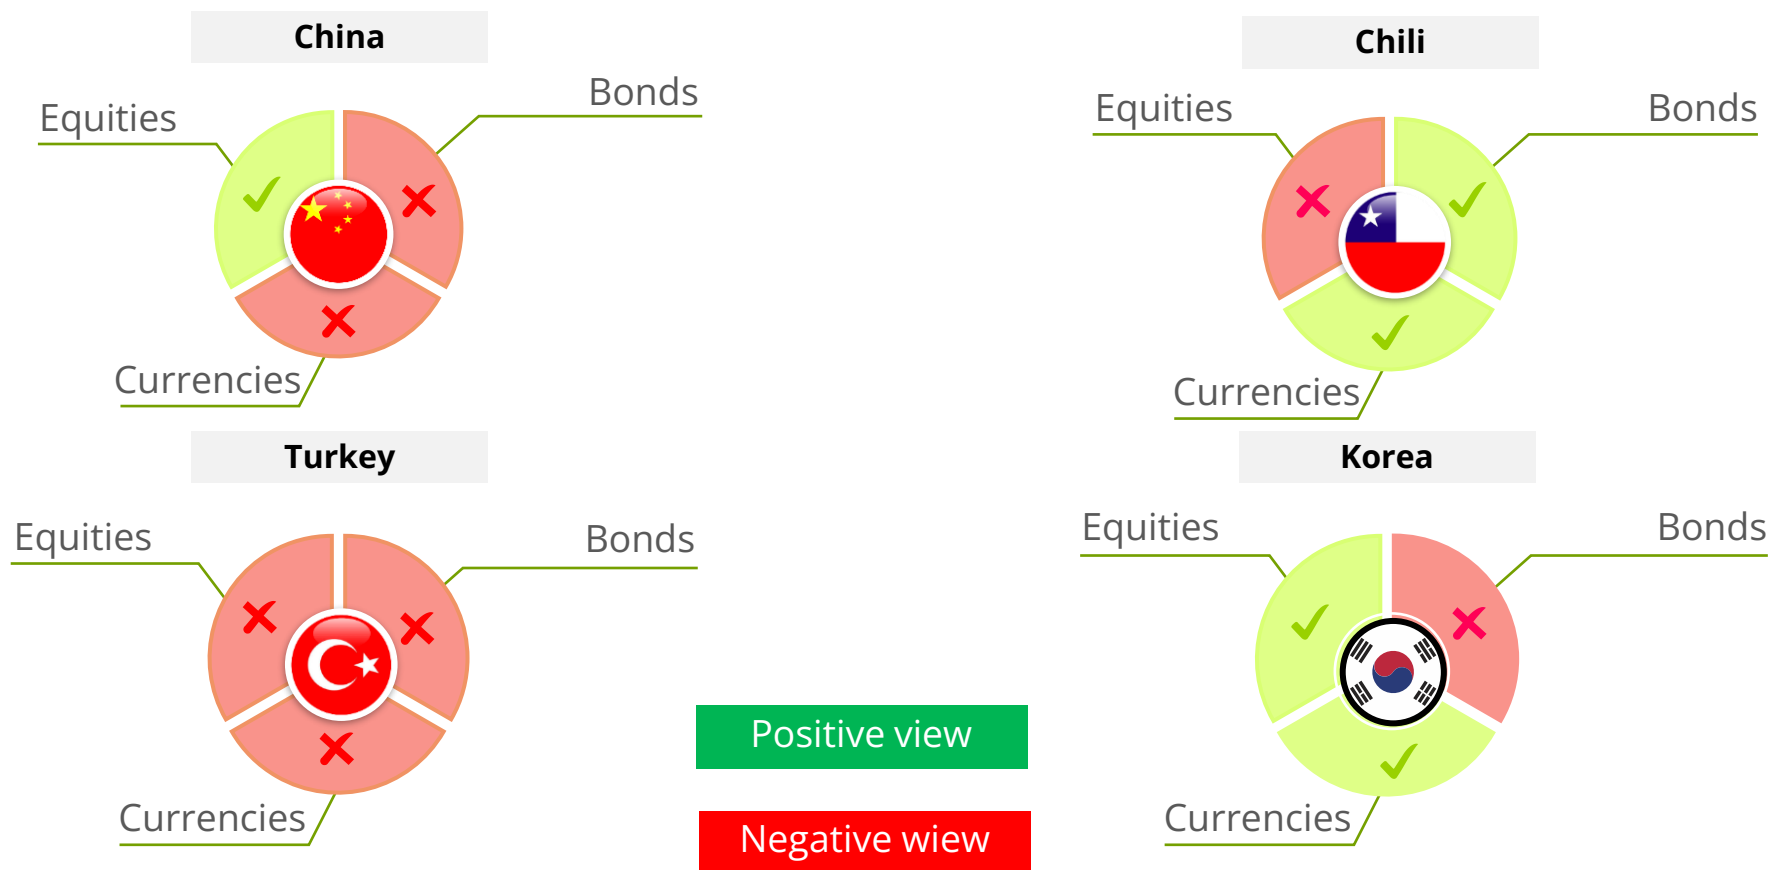 China
Equities
Bonds
Currencies
Chili
Equities
Bonds
Currencies
Turkey
Equities
Bonds
Currencies
Korea
Equities
Bonds
Currencies
Positive view
Negative wiew